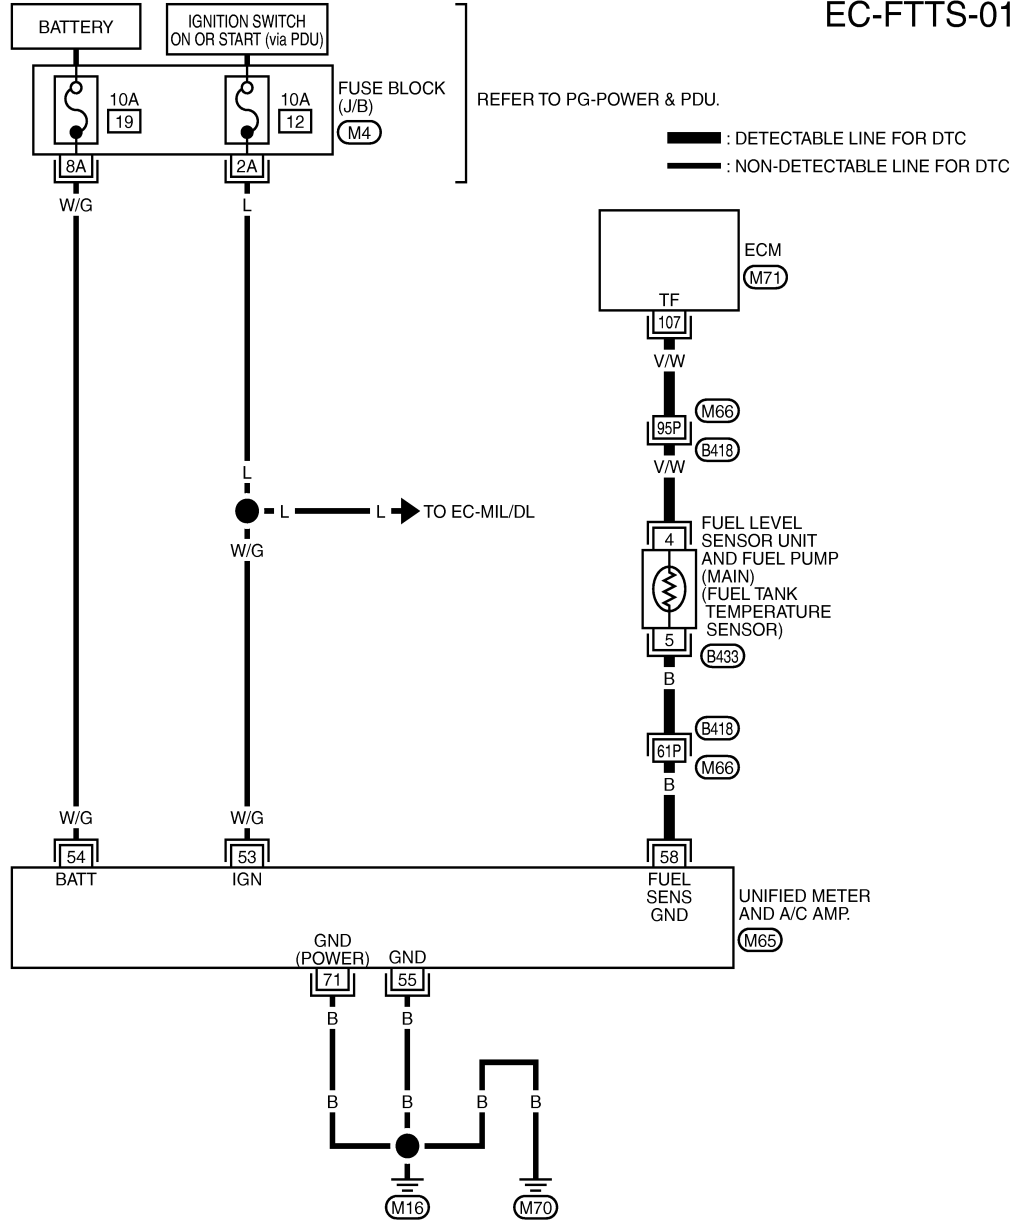 EC-FTTS-01
BATTERY
IGNITION SWITCH
ON OR START (via PDU)
10A
19
10A
12
FUSE BLOCK
(J/B)
M4
REFER TO PG-POWER & PDU.
8A
2A
: DETECTABLE LINE FOR DTC
: NON-DETECTABLE LINE FOR DTC
W/G
L
ECM
M71
TF
107
V/W
M66
95P
B418
V/W
L
L
L
TO EC-MIL/DL
W/G
4
FUEL LEVEL
SENSOR UNIT
AND FUEL PUMP
(MAIN)
(FUEL TANK
TEMPERATURE
SENSOR)
5
B433
B
B418
61P
M66
B
W/G
W/G
54
53
58
BATT
IGN
FUEL
SENS
GND
UNIFIED METER
AND A/C AMP.
M65
GND
(POWER)
GND
71
55
B
B
B
B
B
B
M16
M70